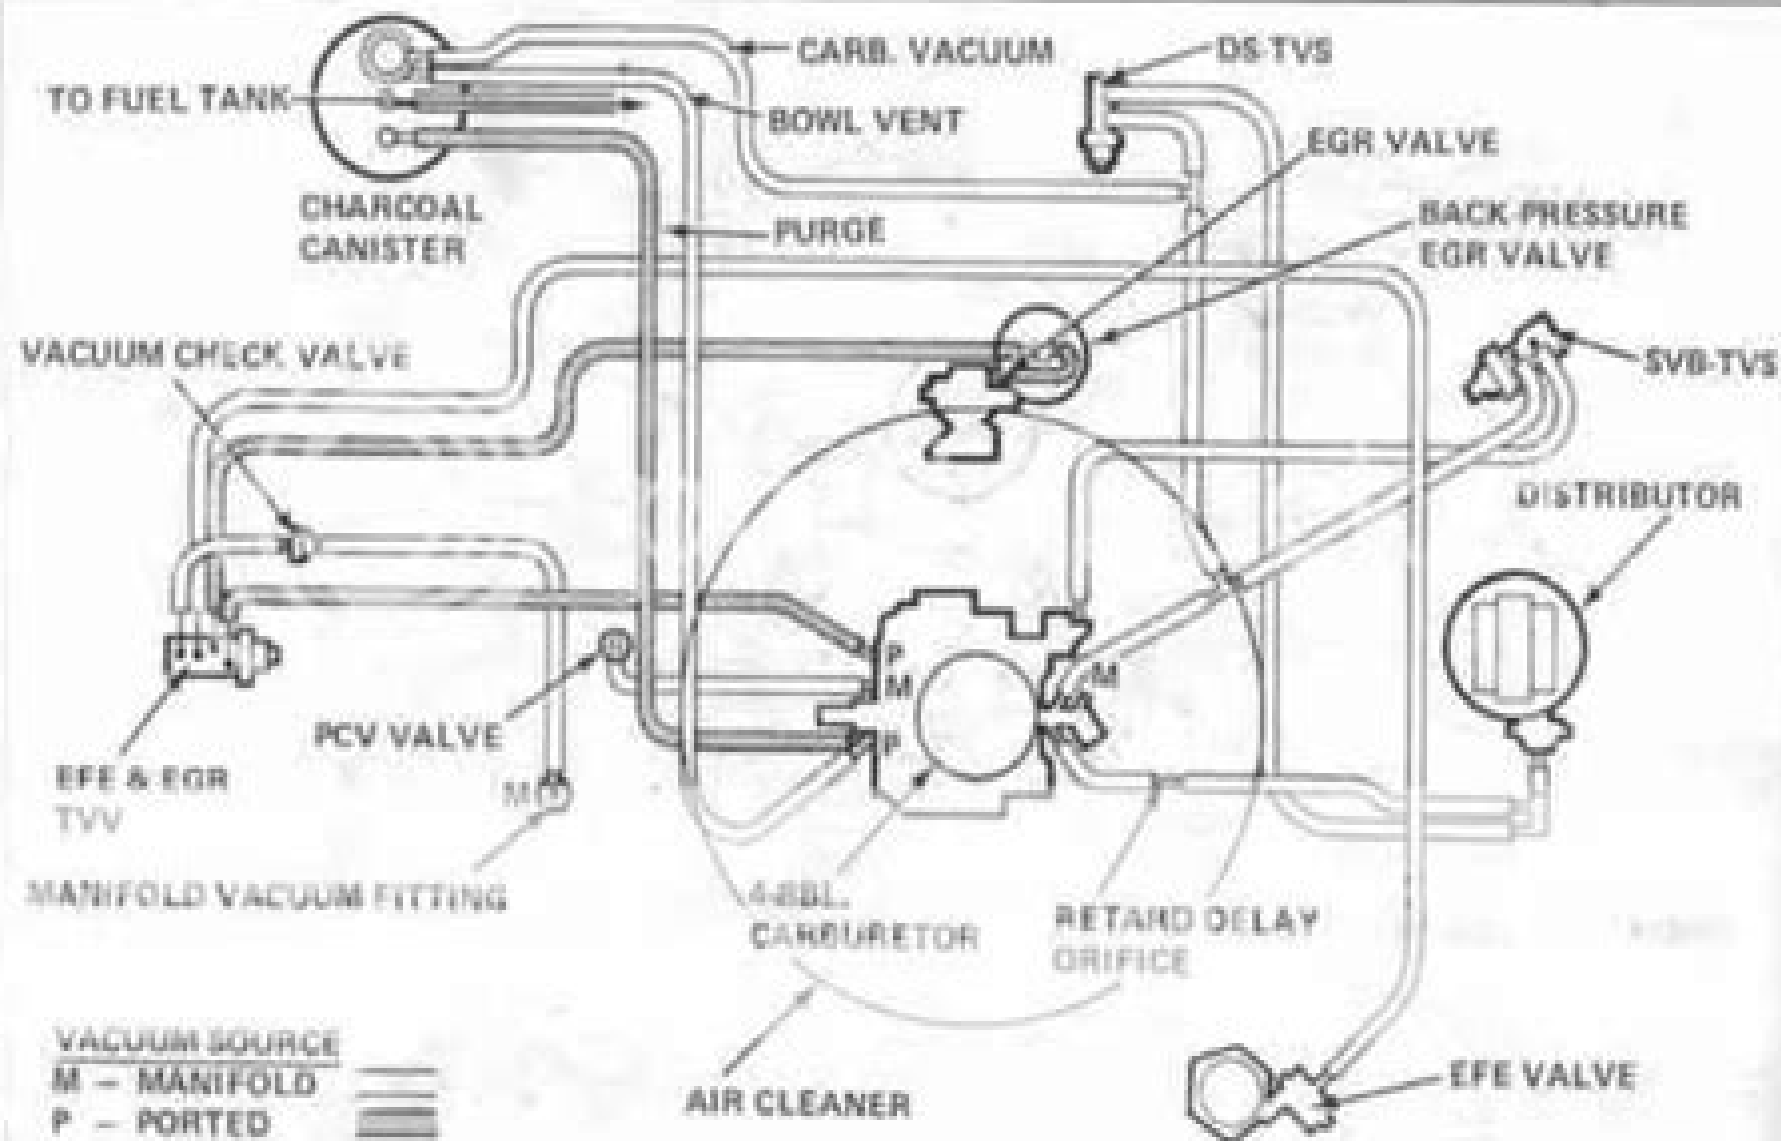 CARB. VACUUM
DS-TVS
TO FUEL TANK
BOWL VENT
EGR VALVE
CHARCOAL
CANISTER
PURGE
BACK PRESSURE
EGR VALVE
VACUUM CHECK VALVE
SVB-TVS
DISTRIBUTOR
P
M
M
P
PCV VALVE
EFE & EGR
TVV
M
MANIFOLD VACUUM FITTING
4-BBL.
CARBURETOR
RETARD DELAY
ORIFICE
VACUUM SOURCE
M - MANIFOLD
P - PORTED
AIR CLEANER
EFE VALVE